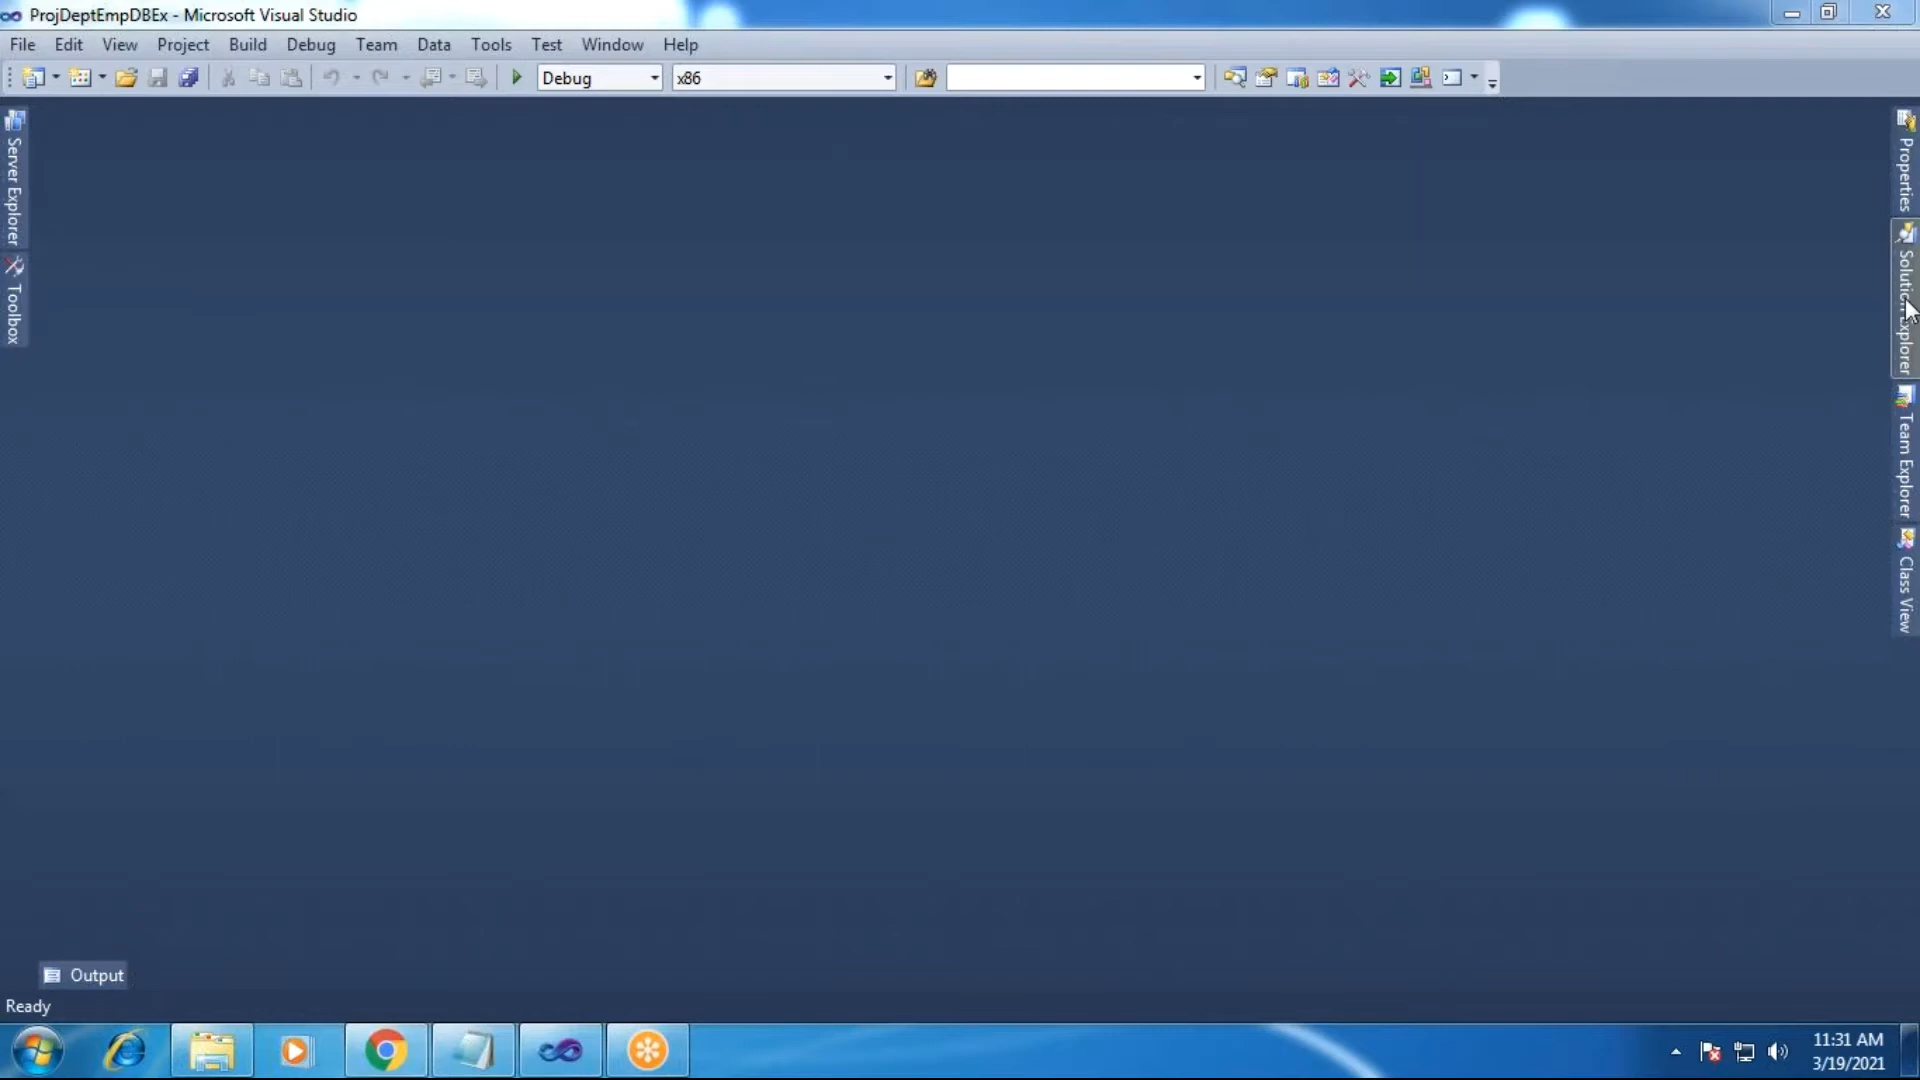 ProjDeptEmpDBEx - Microsoft Visual Studio
File Edit View Project Build Debug Team Data Tools Test Window Help
Debug x86
Server Explorer
Toolbox
Properties
Solution Explorer
Team Explorer
Class View
Output
Ready
11:31 AM
3/19/2021